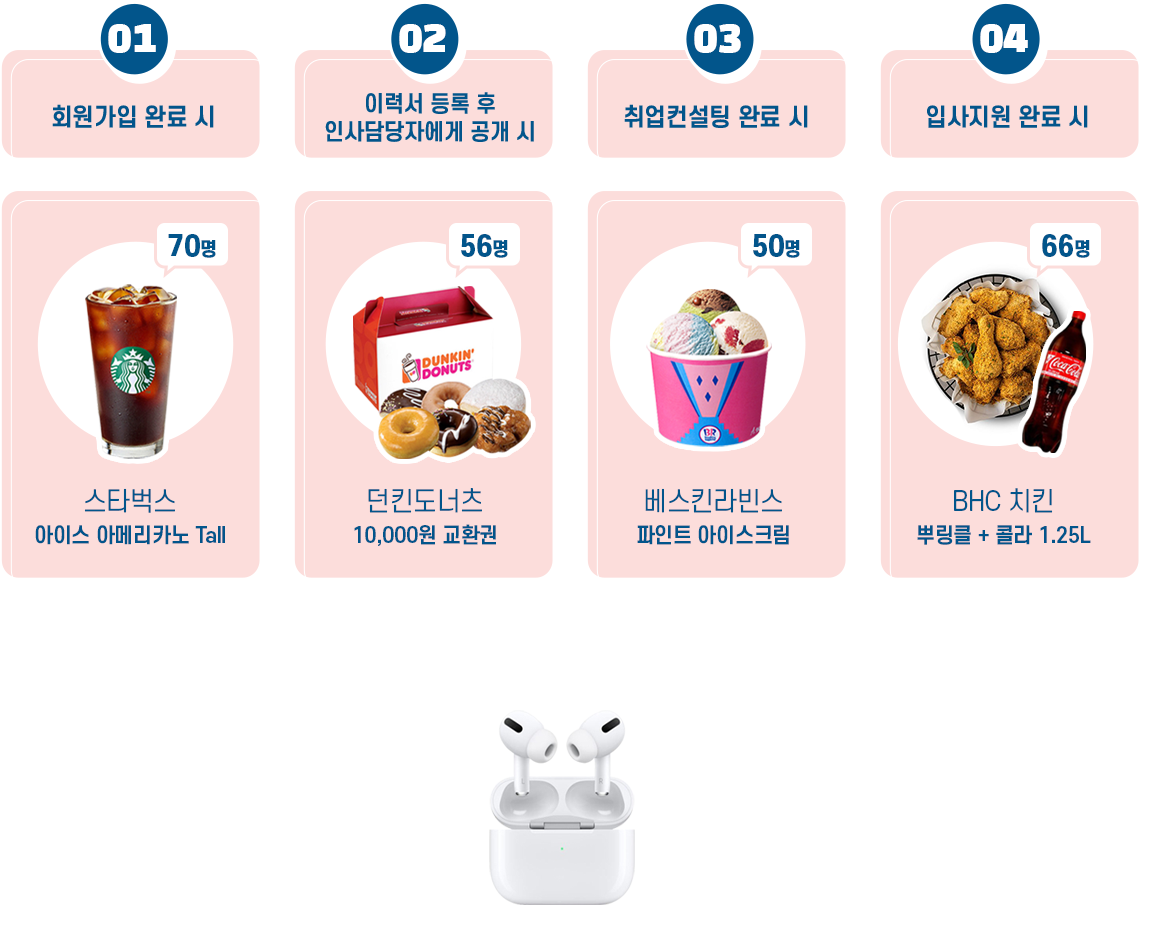 01
회원가입 완료 시
02
이력서 등록 후
인사담당자에게 공개 시
03
취업컨설팅 완료 시
04
입사지원 완료 시
70명
스타벅스
아이스 아메리카노 Tall
56명
DUNKIN'
DONUTS
던킨도너츠
10,000원 교환권
50명
BR
베스킨라빈스
파인트 아이스크림
66명
Coca-Cola
BHC 치킨
뿌링클 + 콜라 1.25L